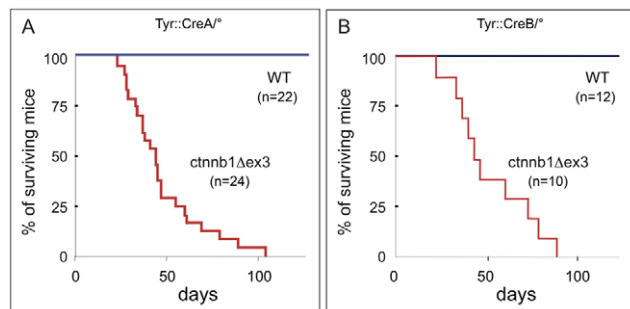 A
Tyr::CreA/°
% of surviving mice
100
75
50
25
0
WT
(n=22)
ctnnb1Δex3
(n=24)
0
50
100
days
B
Tyr::CreB/°
% of surviving mice
100
75
50
25
0
WT
(n=12)
ctnnb1Δex3
(n=10)
0
50
100
days